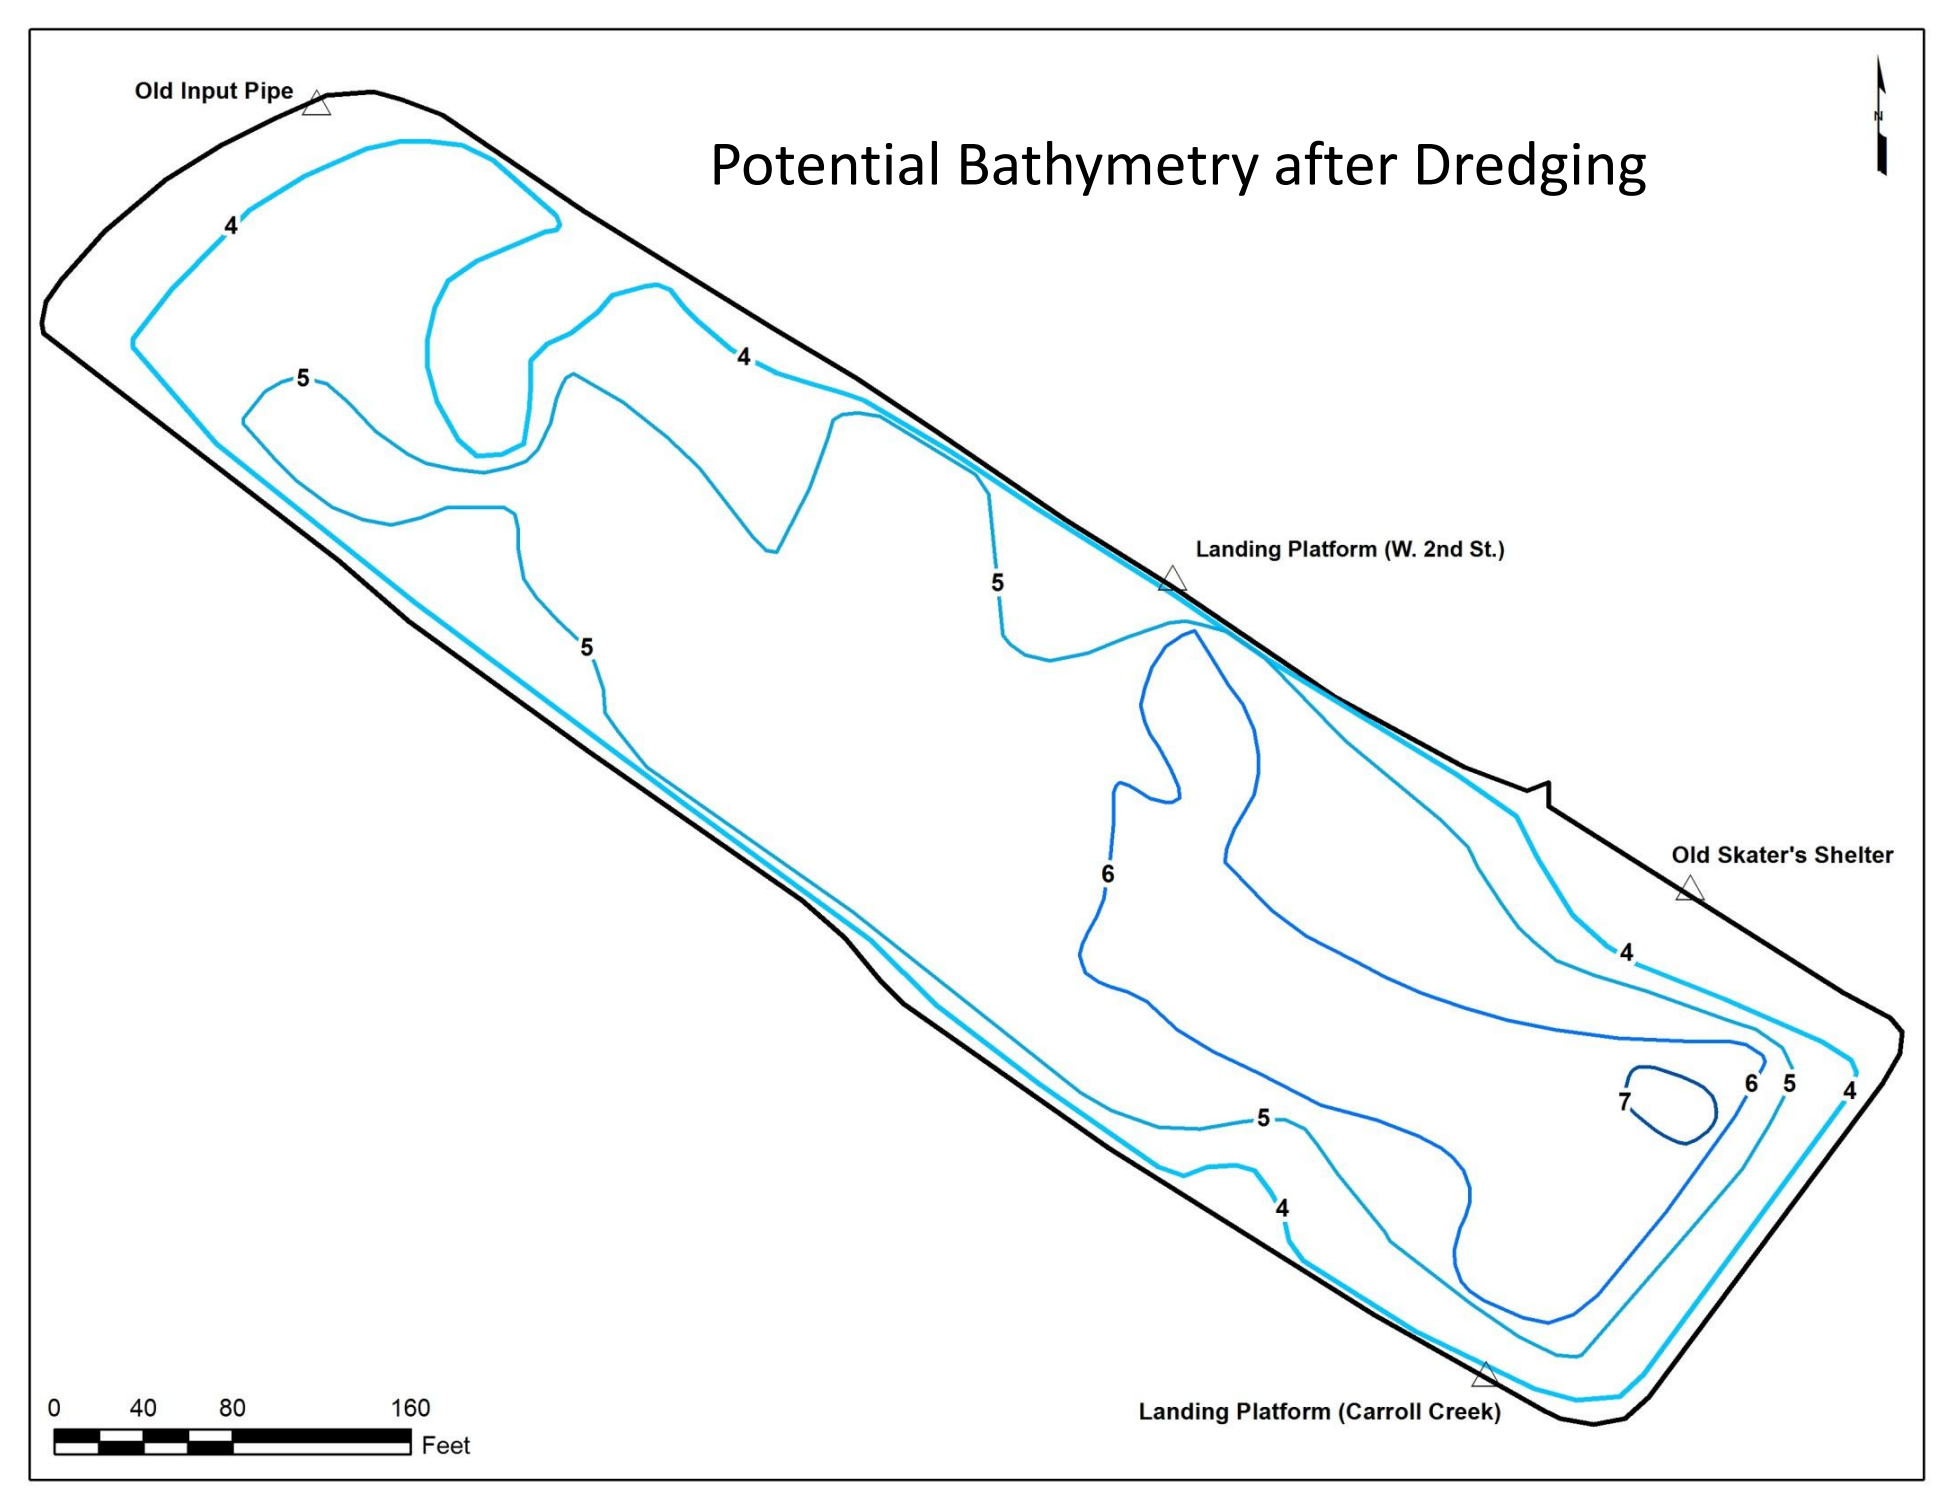 Old Input Pipe
N
Potential Bathymetry after Dredging
4
4
5
Landing Platform (W. 2nd St.)
5
5
Old Skater's Shelter
6
4
7
6
5
4
5
4
Landing Platform (Carroll Creek)
0 40 80 160
Feet